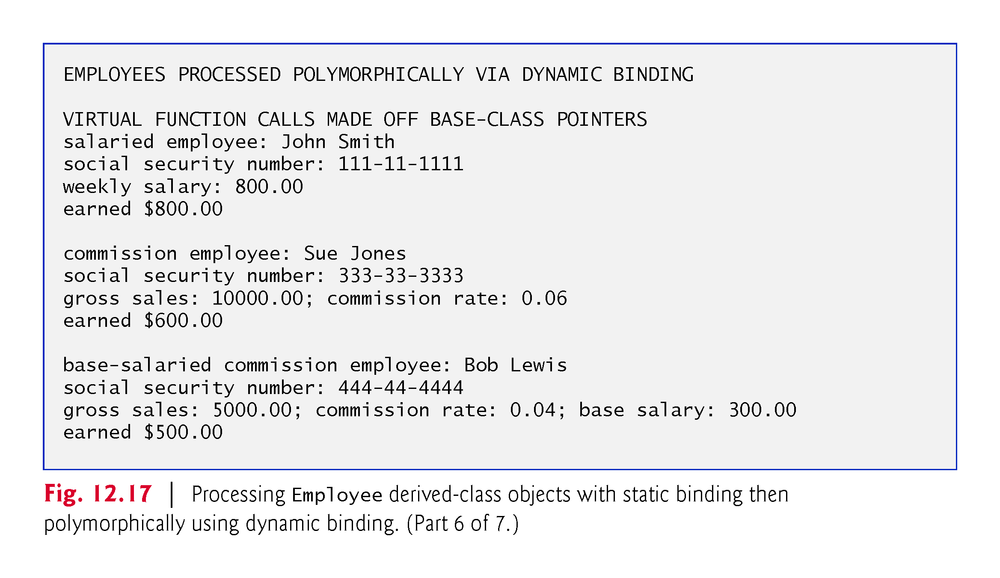 EMPLOYEES PROCESSED POLYMORPHICALLY VIA DYNAMIC BINDING
VIRTUAL FUNCTION CALLS MADE OFF BASE-CLASS POINTERS
salaried employee: John Smith
social security number: 111-11-1111
weekly salary: 800.00
earned $800.00
commission employee: Sue Jones
social security number: 333-33-3333
gross sales: 10000.00; commission rate: 0.06
earned $600.00
base-salaried commission employee: Bob Lewis
social security number: 444-44-4444
gross sales: 5000.00; commission rate: 0.04; base salary: 300.00
earned $500.00
Fig. 12.17 | Processing Employee derived-class objects with static binding then
polymorphically using dynamic binding. (Part 6 of 7.)